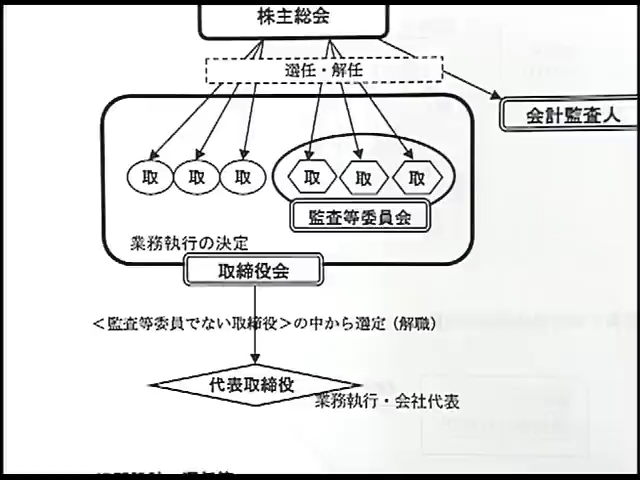 株主総会
選任・解任
会計監査人
取 取 取 取 取 取
監査等委員会
業務執行の決定
取締役会
＜監査等委員でない取締役＞の中から選定（解職）
代表取締役
業務執行・会社代表